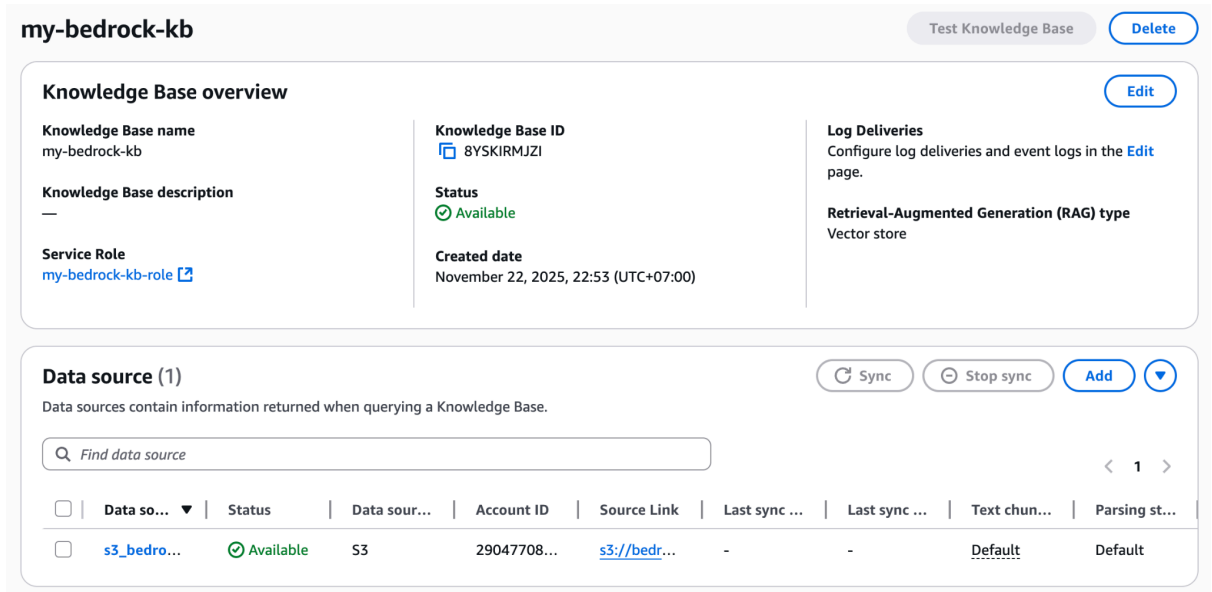 my-bedrock-kb
Test Knowledge Base
Delete
Knowledge Base overview
Edit
Knowledge Base name
my-bedrock-kb
Knowledge Base description
—
Service Role
my-bedrock-kb-role
Knowledge Base ID
8YSKIRMJZI
Status
Available
Created date
November 22, 2025, 22:53 (UTC+07:00)
Log Deliveries
Configure log deliveries and event logs in the Edit
page.
Retrieval-Augmented Generation (RAG) type
Vector store
Data source (1)
Sync
Stop sync
Add
Data sources contain information returned when querying a Knowledge Base.
Find data source
1
Data so... Status Data sour... Account ID Source Link Last sync ... Last sync ... Text chun... Parsing st...
s3_bedro... Available S3 29047708... s3://bedr... - - Default Default